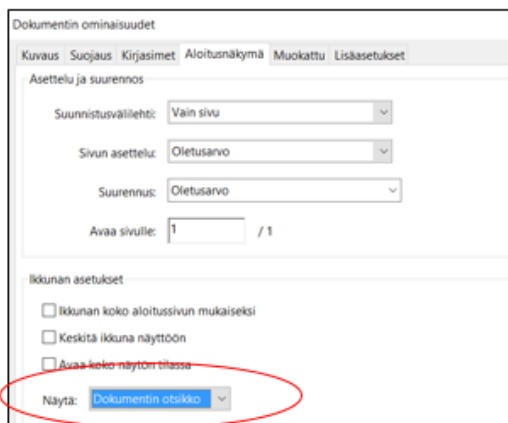 Dokumentin ominaisuudet
Kuvaus Suojaus Kirjasimet Aloitusnäkymä Muokattu Lisäasetukset
Asettelu ja suurennos
Suunnistusvälilehti: Vain sivu
Sivun asettelu: Oletusarvo
Suurennus: Oletusarvo
Avaa sivulle: 1 / 1
Ikkunan asetukset
Ikkunan koko aloitussivun mukaiseksi
Keskitä ikkuna näyttöön
Avaa koko näytön tilassa
Näytä: Dokumentin otsikko